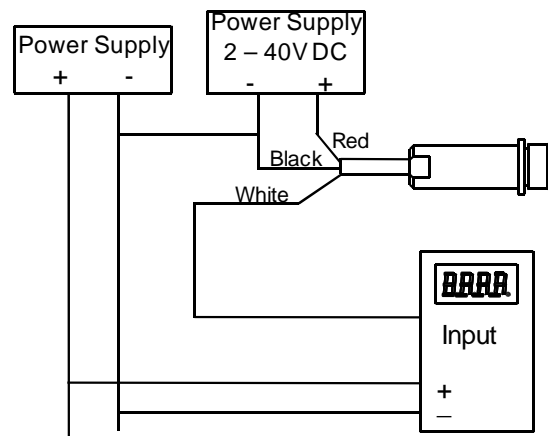 Power Supply
+ -
Power Supply
2 – 40V DC
- +
Red
Black
White
8888.
Input
+
–